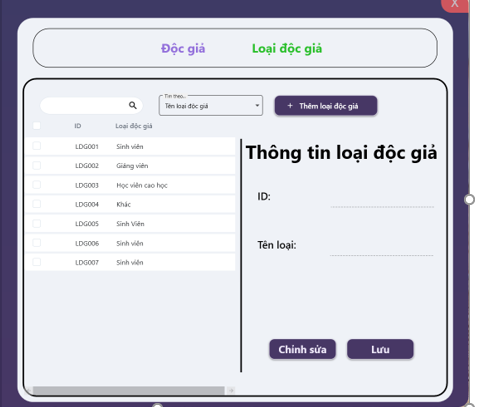 X
Độc giả Loại độc giả
Tìm theo...
Tên loại độc giả
+ Thêm loại độc giả
ID Loại độc giả
LDG001 Sinh viên
LDG002 Giảng viên
LDG003 Học viên cao học
LDG004 Khác
LDG005 Sinh Viên
LDG006 Sinh viên
LDG007 Sinh viên
Thông tin loại độc giả
ID:
Tên loại:
Chỉnh sửa Lưu